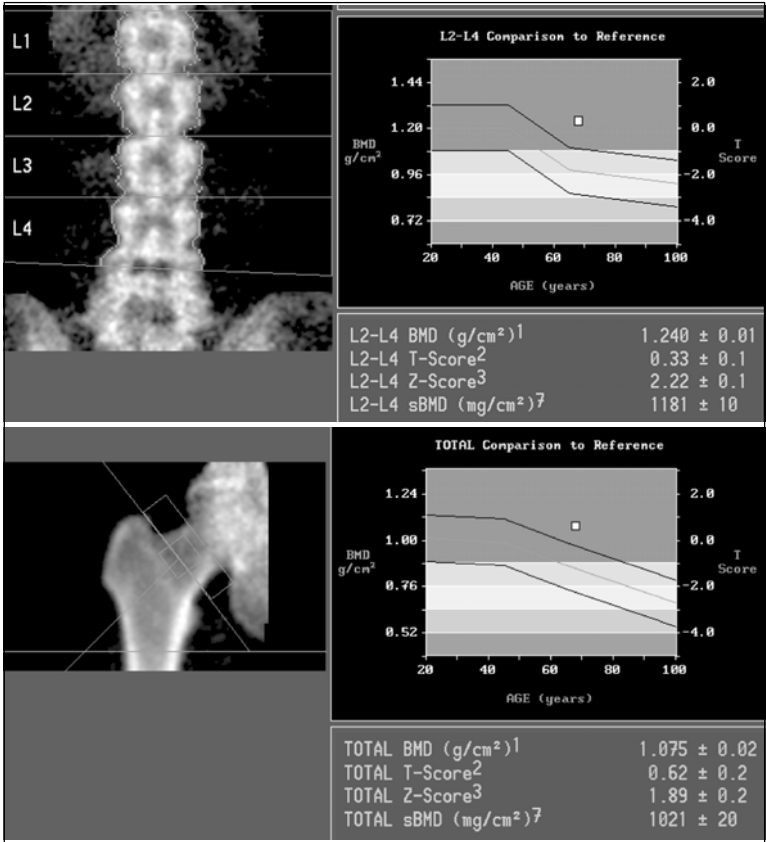 L1
L2
L3
L4
L2-L4 Comparison to Reference
1.44
1.20
0.96
0.72
BMD
g/cm²
2.0
0.0
-2.0
-4.0
T
Score
20 40 60 80 100
AGE (years)
L2-L4 BMD (g/cm²)1 1.240 ± 0.01
L2-L4 T-Score2 0.33 ± 0.1
L2-L4 Z-Score3 2.22 ± 0.1
L2-L4 sBMD (mg/cm²)7 1181 ± 10
TOTAL Comparison to Reference
1.24
1.00
0.76
0.52
BMD
g/cm²
2.0
0.0
-2.0
-4.0
T
Score
20 40 60 80 100
AGE (years)
TOTAL BMD (g/cm²)1 1.075 ± 0.02
TOTAL T-Score2 0.62 ± 0.2
TOTAL Z-Score3 1.89 ± 0.2
TOTAL sBMD (mg/cm²)7 1021 ± 20